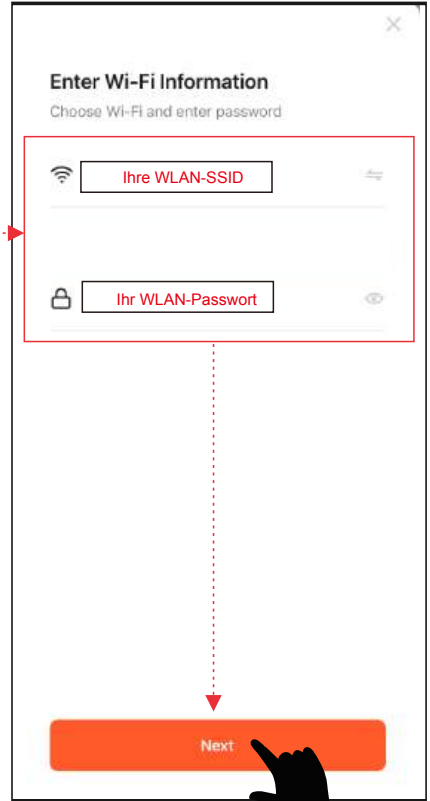 Enter Wi-Fi Information
Choose Wi-Fi and enter password
Ihre WLAN-SSID
Ihr WLAN-Passwort
Next